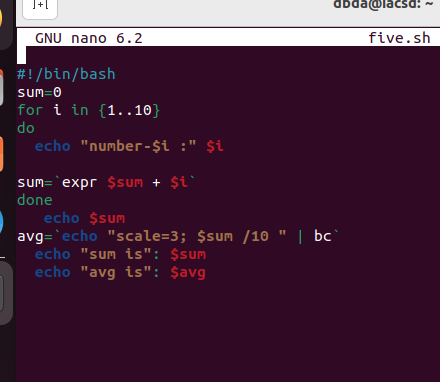 dbda@lacsd: ~
GNU nano 6.2 five.sh
#!/bin/bash
sum=0
for i in {1..10}
do
  echo "number-$i :" $i

sum=`expr $sum + $i`
done
   echo $sum
avg=`echo "scale=3; $sum /10 " | bc`
  echo "sum is": $sum
  echo "avg is": $avg